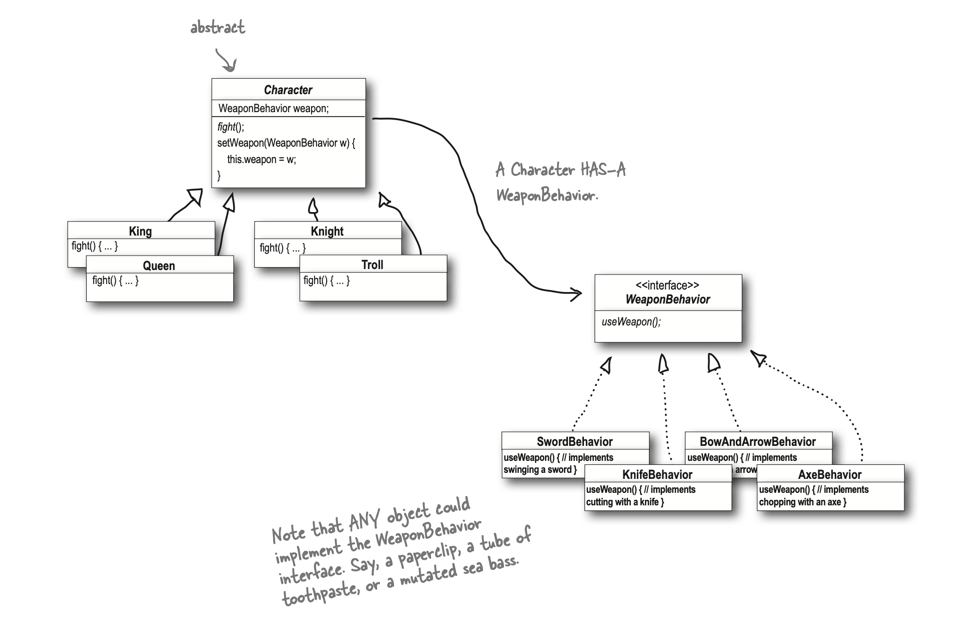 abstract
Character
WeaponBehavior weapon;
fight();
setWeapon(WeaponBehavior w) {
this.weapon = w;
}
A Character HAS-A
WeaponBehavior.
King
fight() { ... }
Queen
fight() { ... }
Knight
fight() { ... }
Troll
fight() { ... }
<<interface>>
WeaponBehavior
useWeapon();
SwordBehavior
useWeapon() { // implements
swinging a sword }
KnifeBehavior
useWeapon() { // implements
cutting with a knife }
BowAndArrowBehavior
useWeapon() { // implements
arrow
AxeBehavior
useWeapon() { // implements
chopping with an axe }
Note that ANY object could
implement the WeaponBehavior
interface. Say, a paperclip, a tube of
toothpaste, or a mutated sea bass.